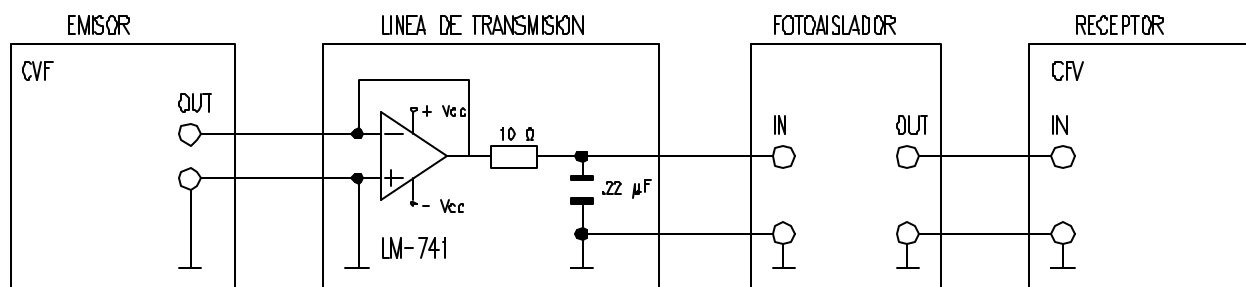 EMISOR
LINEA DE TRANSMISION
FOTOAISLADOR
RECEPTOR
CVF
CFV
OUT
+ Vcc
10 Ω
IN
OUT
IN
.22 µF
- Vcc
LM-741